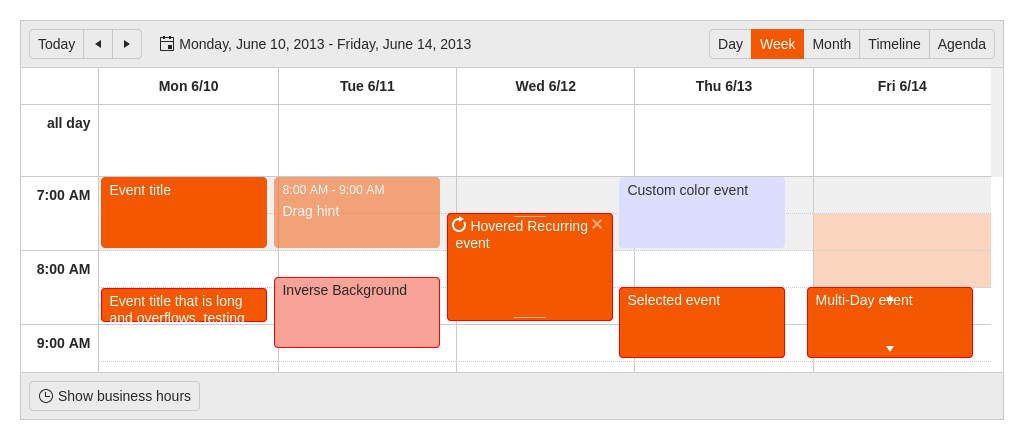 Today
Monday, June 10, 2013 - Friday, June 14, 2013
Day
Week
Month
Timeline
Agenda
Mon 6/10
Tue 6/11
Wed 6/12
Thu 6/13
Fri 6/14
all day
7:00 AM
Event title
8:00 AM - 9:00 AM
Drag hint
Hovered Recurring
event
Custom color event
8:00 AM
Event title that is long
and overflows, testing
Inverse Background
Selected event
Multi-Day event
9:00 AM
Show business hours